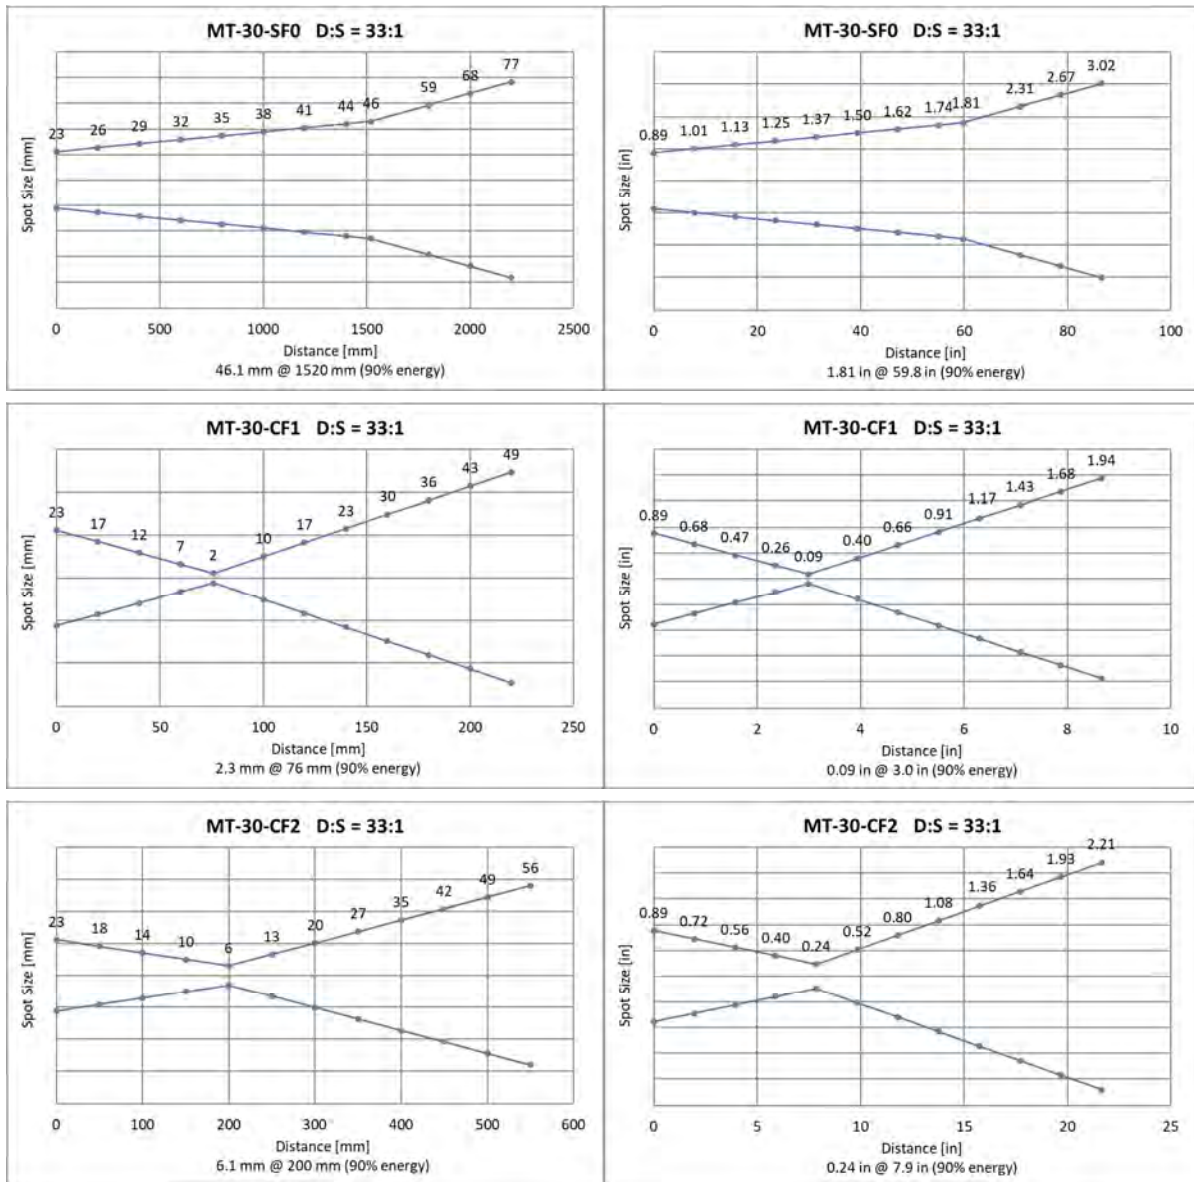 MT-30-SF0 D:S = 33:1
Spot Size [mm]
23 26 29 32 35 38 41 44 46 59 68 77
0 500 1000 1500 2000 2500
Distance [mm]
46.1 mm @ 1520 mm (90% energy)
MT-30-SF0 D:S = 33:1
Spot Size [in]
0.89 1.01 1.13 1.25 1.37 1.50 1.62 1.74 1.81 2.31 2.67 3.02
0 20 40 60 80 100
Distance [in]
1.81 in @ 59.8 in (90% energy)
MT-30-CF1 D:S = 33:1
Spot Size [mm]
23 17 12 7 2 10 17 23 30 36 43 49
0 50 100 150 200 250
Distance [mm]
2.3 mm @ 76 mm (90% energy)
MT-30-CF1 D:S = 33:1
Spot Size [in]
0.89 0.68 0.47 0.26 0.09 0.40 0.66 0.91 1.17 1.43 1.68 1.94
0 2 4 6 8 10
Distance [in]
0.09 in @ 3.0 in (90% energy)
MT-30-CF2 D:S = 33:1
Spot Size [mm]
23 18 14 10 6 13 20 27 35 42 49 56
0 100 200 300 400 500 600
Distance [mm]
6.1 mm @ 200 mm (90% energy)
MT-30-CF2 D:S = 33:1
Spot Size [in]
0.89 0.72 0.56 0.40 0.24 0.52 0.80 1.08 1.36 1.64 1.93 2.21
0 5 10 15 20 25
Distance [in]
0.24 in @ 7.9 in (90% energy)